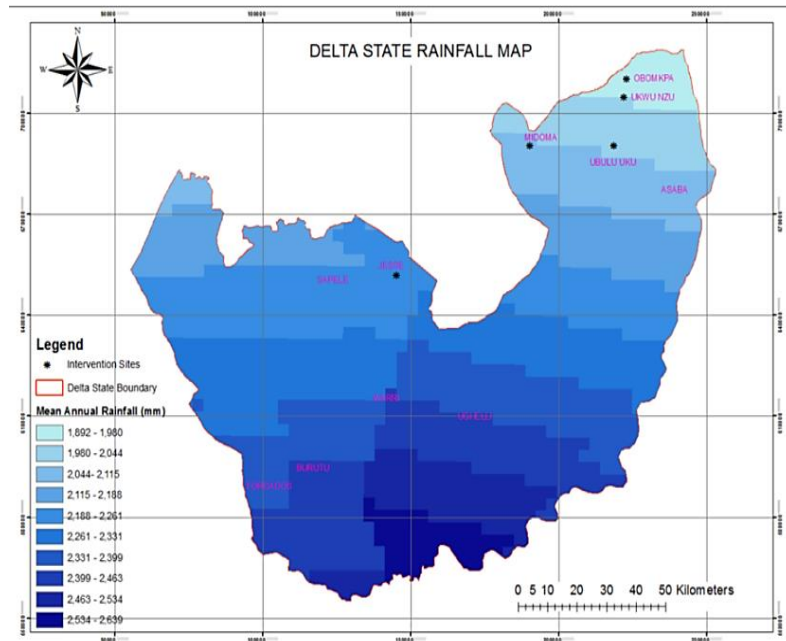 DELTA STATE RAINFALL MAP
N
W
E
S
OBOMKPA
UKWU NZU
MIDOMA
UBULU UKU
ASABA
JESSE
SAPELE
WARRI
UGHELLI
BURUTU
FORCADOS
Legend
Intervention Sites
Delta State Boundary
Mean Annual Rainfall (mm)
1,892 - 1,980
1,980 - 2,044
2,044- 2,115
2,115 - 2,188
2,188 - 2,261
2,261 - 2,331
2,331 - 2,399
2,399 - 2,463
2,463 - 2,534
2,534 - 2,639
0 5 10 20 30 40 50 Kilometers